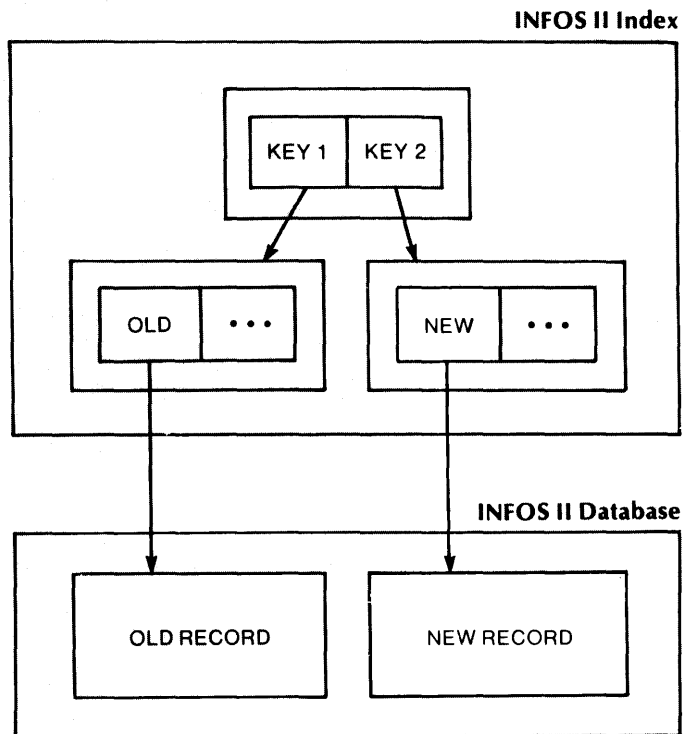 INFOS II Index
KEY 1 KEY 2
OLD ••• NEW •••
INFOS II Database
OLD RECORD NEW RECORD